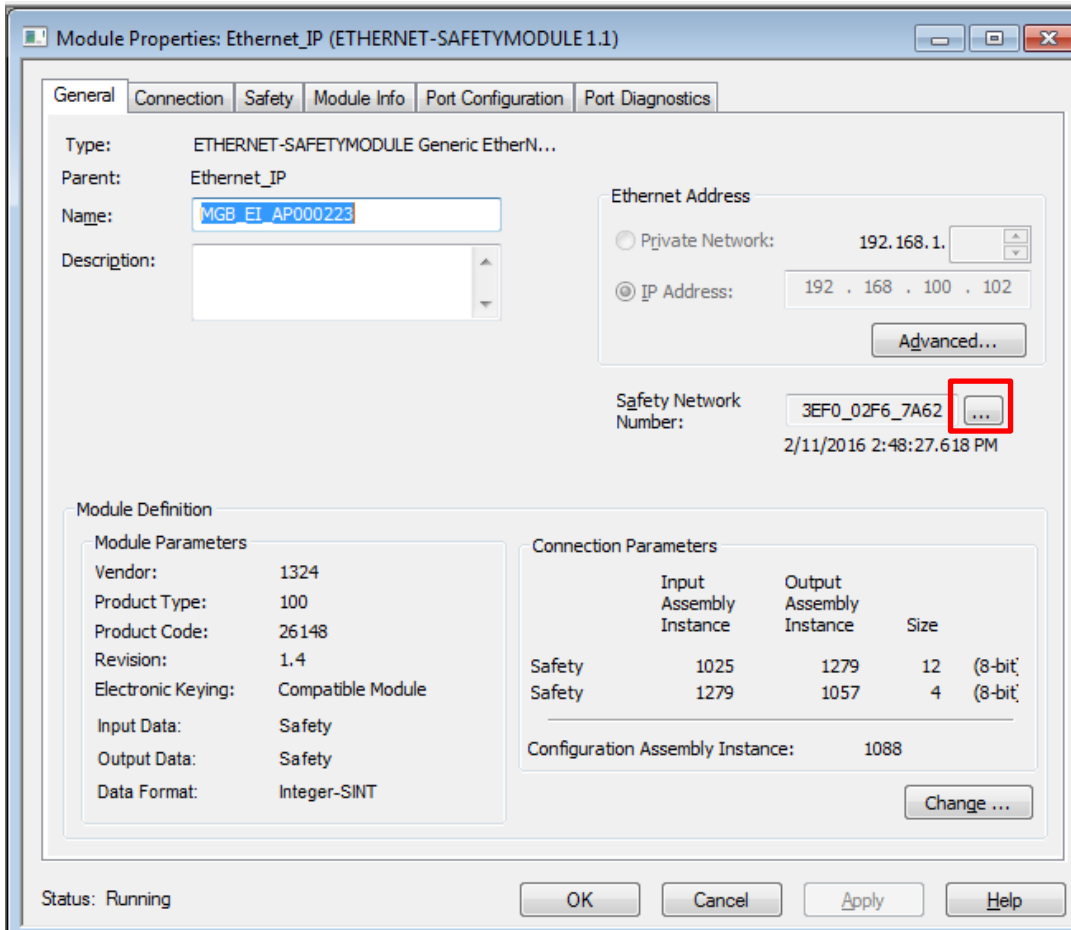 Module Properties: Ethernet_IP (ETHERNET-SAFETYMODULE 1.1)
General Connection Safety Module Info Port Configuration Port Diagnostics
Type: ETHERNET-SAFETYMODULE Generic EtherN...
Parent: Ethernet_IP
Name: MGB_EI_AP000223
Description:
Ethernet Address
Private Network: 192.168.1.
IP Address: 192 . 168 . 100 . 102
Advanced...
Safety Network
Number: 3EF0_02F6_7A62 ...
2/11/2016 2:48:27.618 PM
Module Definition
Module Parameters
Vendor: 1324
Product Type: 100
Product Code: 26148
Revision: 1.4
Electronic Keying: Compatible Module
Input Data: Safety
Output Data: Safety
Data Format: Integer-SINT
Connection Parameters
Input Output
Assembly Assembly
Instance Instance Size
Safety 1025 1279 12 (8-bit)
Safety 1279 1057 4 (8-bit)
Configuration Assembly Instance: 1088
Change ...
Status: Running
OK Cancel Apply Help